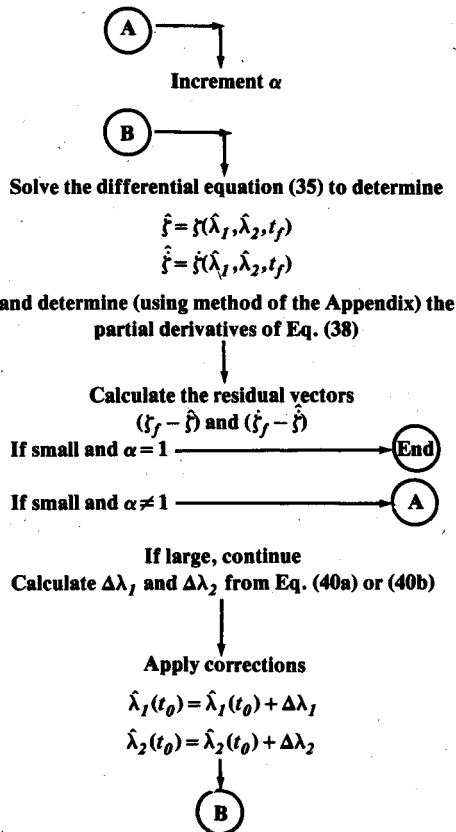 A
Increment α
B
Solve the differential equation (35) to determine
ζ̂ = ζ(λ̂₁,λ̂₂,t_f)
ζ̇̂ = ζ̇(λ̂₁,λ̂₂,t_f)
and determine (using method of the Appendix) the
partial derivatives of Eq. (38)
Calculate the residual vectors
(ζ_f − ζ̂) and (ζ̇_f − ζ̇̂)
If small and α=1 End
If small and α≠1 A
If large, continue
Calculate Δλ₁ and Δλ₂ from Eq. (40a) or (40b)
Apply corrections
λ̂₁(t₀)=λ̂₁(t₀)+Δλ₁
λ̂₂(t₀)=λ̂₂(t₀)+Δλ₂
B